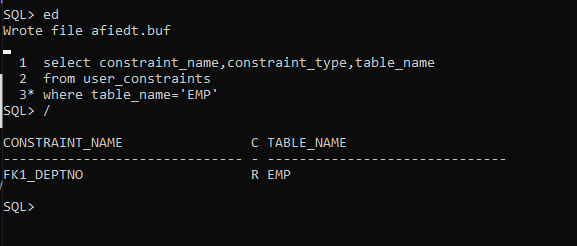 SQL> ed
Wrote file afiedt.buf
1 select constraint_name,constraint_type,table_name
2 from user_constraints
3* where table_name='EMP'
SQL> /
CONSTRAINT_NAME C TABLE_NAME
------------------------------ - ------------------------------
FK1_DEPTNO R EMP
SQL>